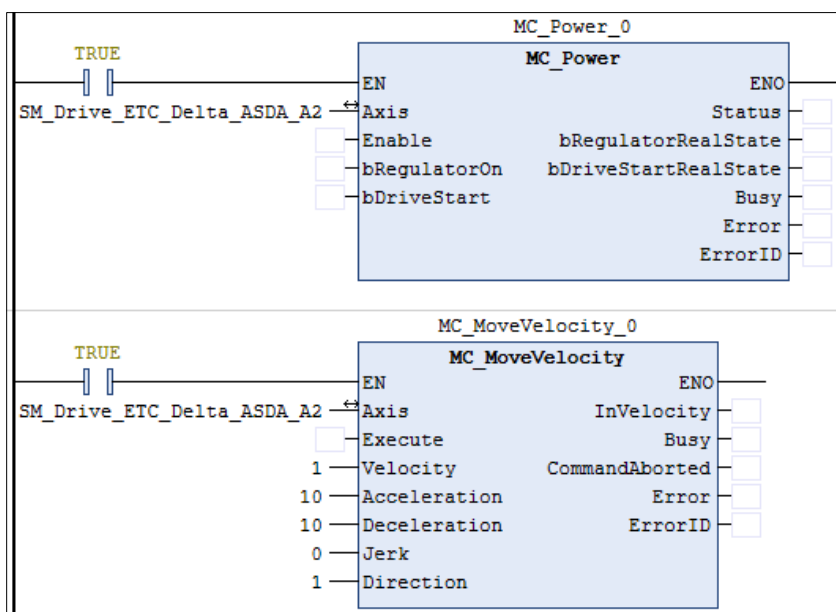 MC_Power_0
TRUE MC_Power
EN ENO
SM_Drive_ETC_Delta_ASDA_A2 Axis Status
Enable bRegulatorRealState
bRegulatorOn bDriveStartRealState
bDriveStart Busy
Error
ErrorID
MC_MoveVelocity_0
TRUE MC_MoveVelocity
EN ENO
SM_Drive_ETC_Delta_ASDA_A2 Axis InVelocity
Execute Busy
1 Velocity CommandAborted
10 Acceleration Error
10 Deceleration ErrorID
0 Jerk
1 Direction